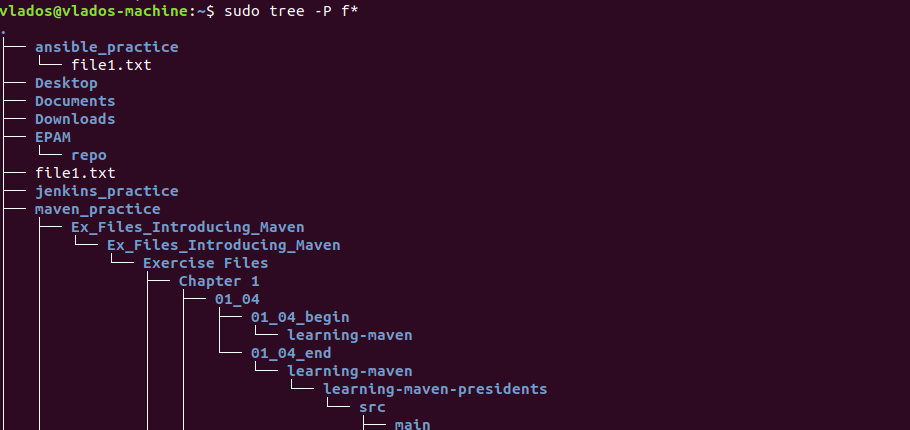 vlados@vlados-machine:~$ sudo tree -P f*
.
ansible_practice
file1.txt
Desktop
Documents
Downloads
EPAM
repo
file1.txt
jenkins_practice
maven_practice
Ex_Files_Introducing_Maven
Ex_Files_Introducing_Maven
Exercise Files
Chapter 1
01_04
01_04_begin
learning-maven
01_04_end
learning-maven
learning-maven-presidents
src
main